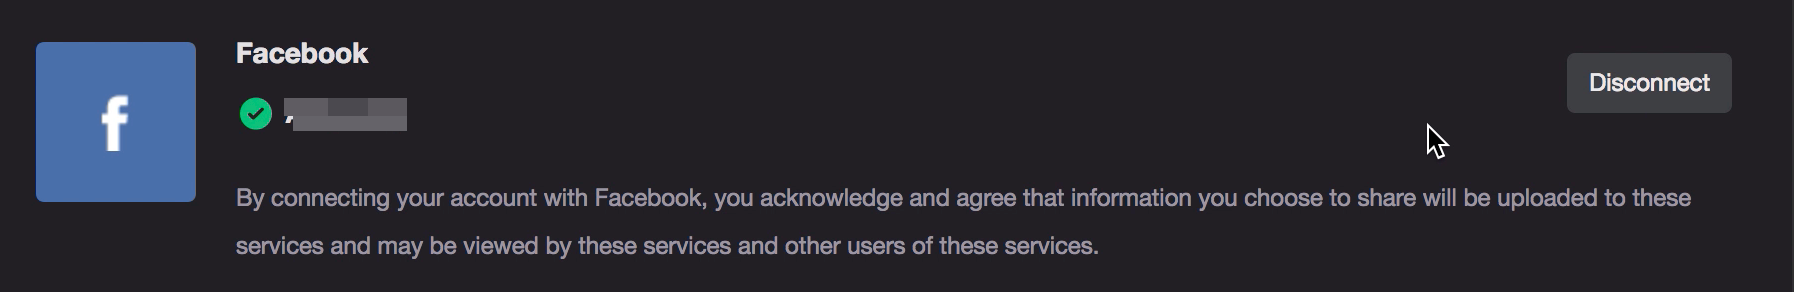 Facebook
Disconnect
By connecting your account with Facebook, you acknowledge and agree that information you choose to share will be uploaded to these
services and may be viewed by these services and other users of these services.